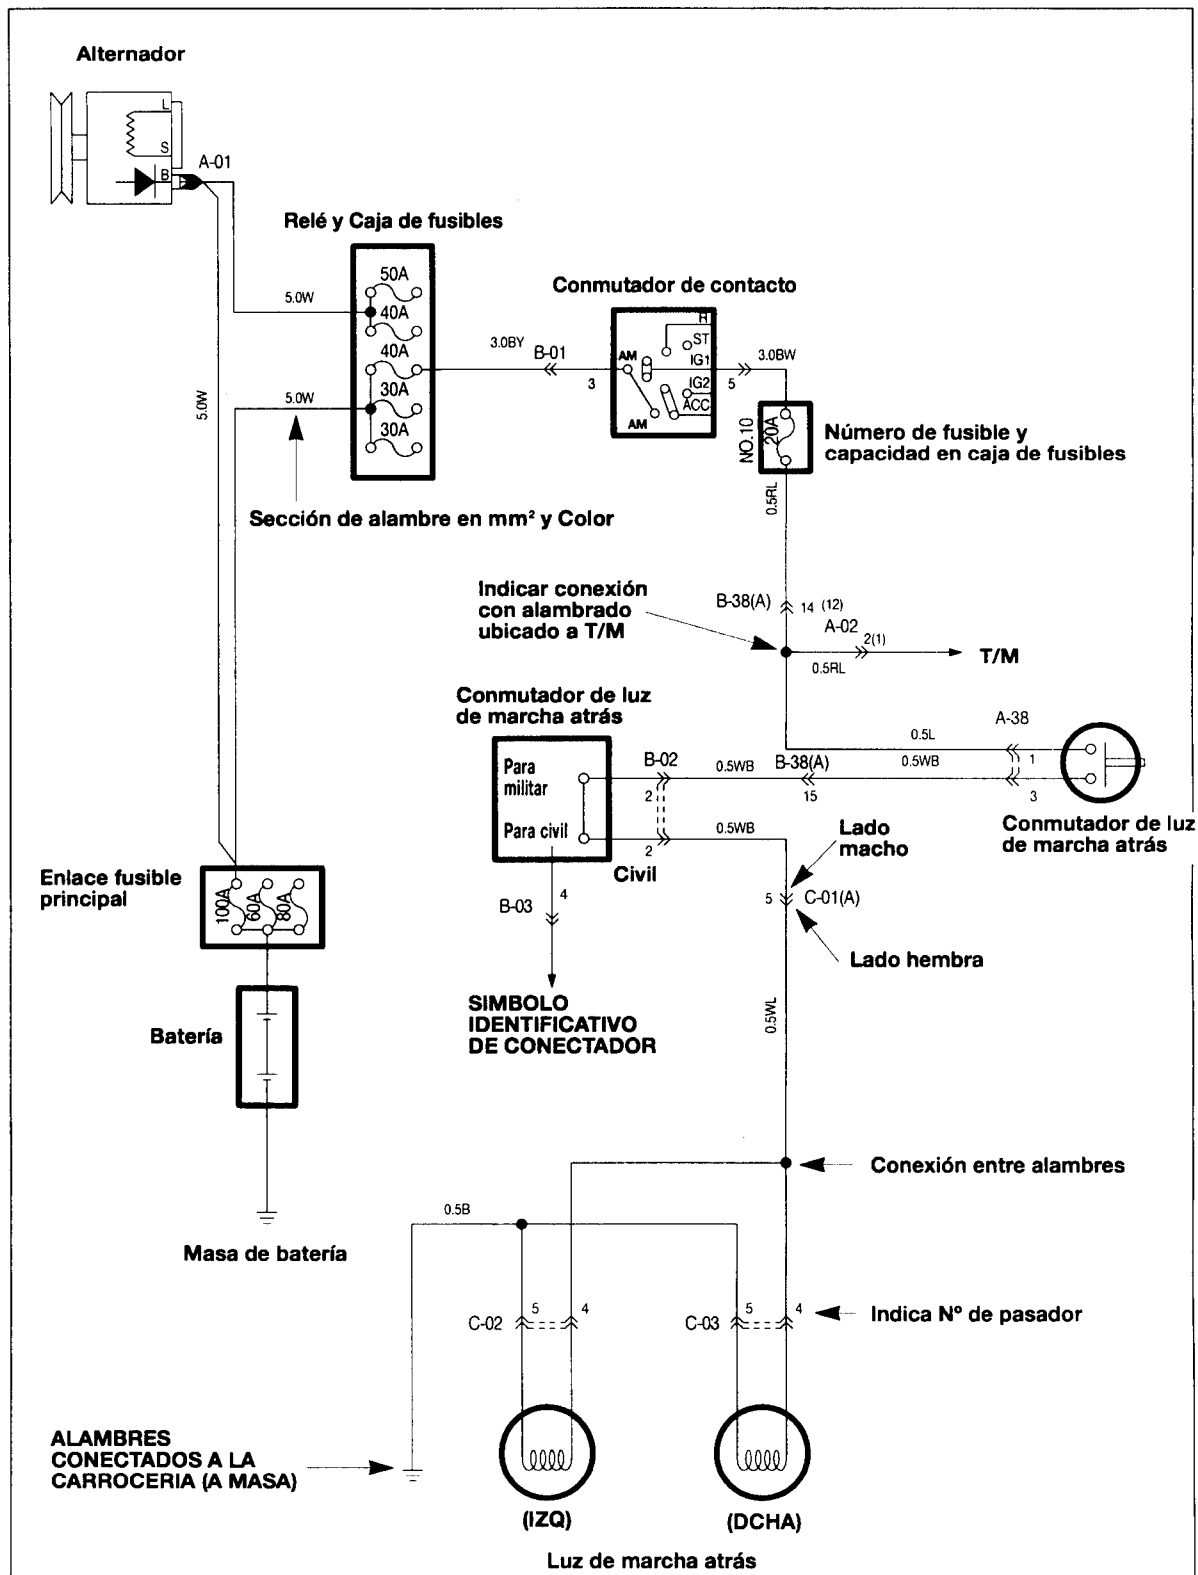 Alternador
L
S
B
A-01
Relé y Caja de fusibles
50A
5.0W
40A
Conmutador de contacto
R
ST
3.0BY
B-01
AM
IG1
3.0BW
40A
3
5
IG2
5.0W
5.0W
30A
ACC
AM
30A
NO.10
20A
Número de fusible y
capacidad en caja de fusibles
0.5RL
Sección de alambre en mm² y Color
Indicar conexión
con alambrado
ubicado a T/M
B-38(A)
14 (12)
A-02
2(1)
0.5RL
T/M
Conmutador de luz
de marcha atrás
A-38
0.5L
Para
militar
B-02
0.5WB
B-38(A)
0.5WB
1
2
15
3
Para civil
0.5WB
2
Civil
Lado
macho
Conmutador de luz
de marcha atrás
Enlace fusible
principal
100A
60A
80A
4
B-03
5
C-01(A)
Lado hembra
SIMBOLO
IDENTIFICATIVO
DE CONECTADOR
0.5WL
Batería
Conexión entre alambres
0.5B
Masa de batería
5
4
C-02
5
4
C-03
Indica Nº de pasador
ALAMBRES
CONECTADOS A LA
CARROCERIA (A MASA)
(IZQ)
(DCHA)
Luz de marcha atrás